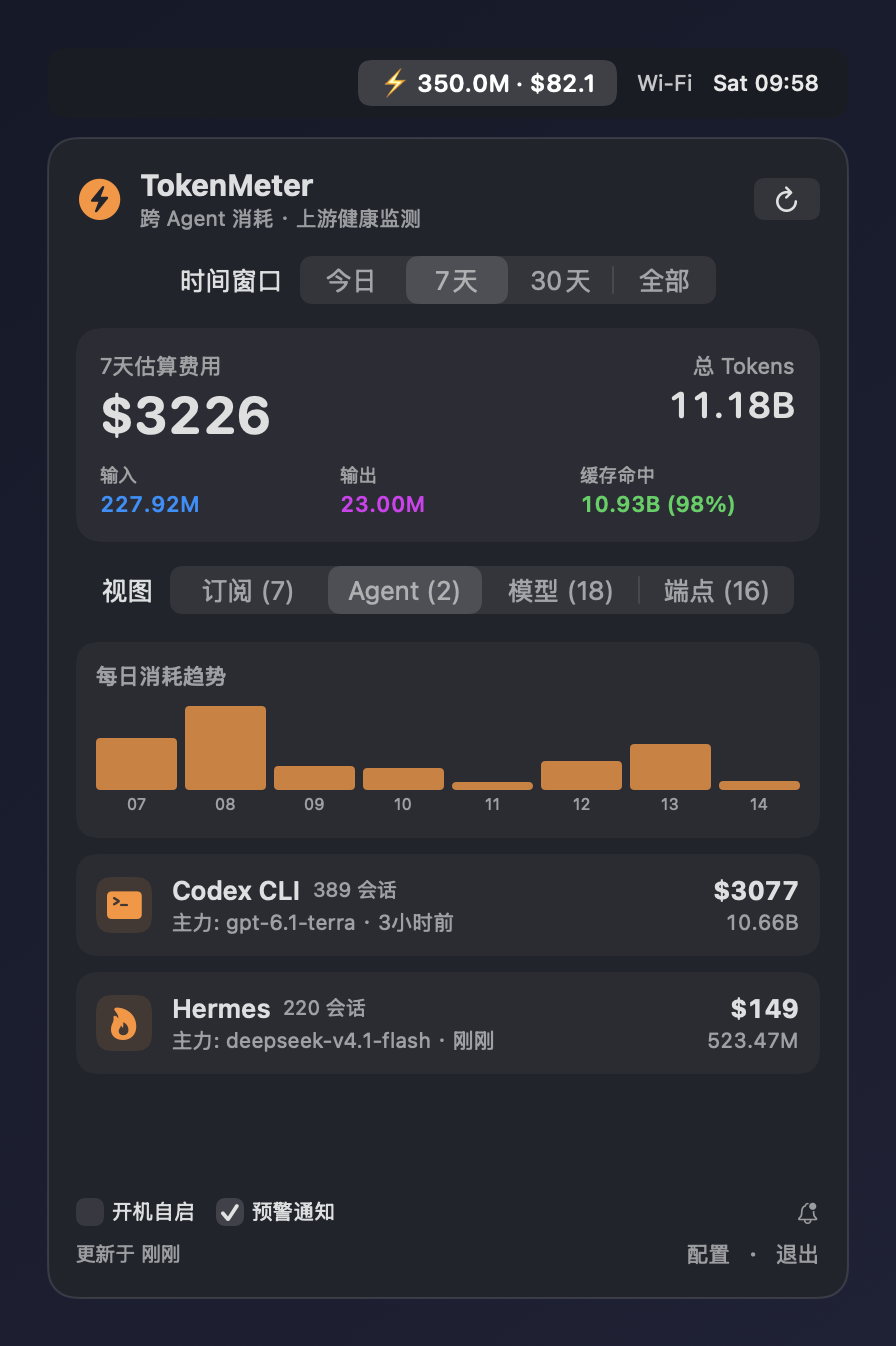 ⚡ 350.0M · $82.1 Wi-Fi Sat 09:58
TokenMeter
跨 Agent 消耗 · 上游健康监测
时间窗口 今日 7天 30天 全部
7天估算费用 总 Tokens
$3226 11.18B
输入 输出 缓存命中
227.92M 23.00M 10.93B (98%)
视图 订阅 (7) Agent (2) 模型 (18) 端点 (16)
每日消耗趋势
07 08 09 10 11 12 13 14
Codex CLI 389 会话 $3077
主力: gpt-6.1-terra · 3小时前 10.66B
Hermes 220 会话 $149
主力: deepseek-v4.1-flash · 刚刚 523.47M
开机自启 预警通知
更新于 刚刚 配置 · 退出